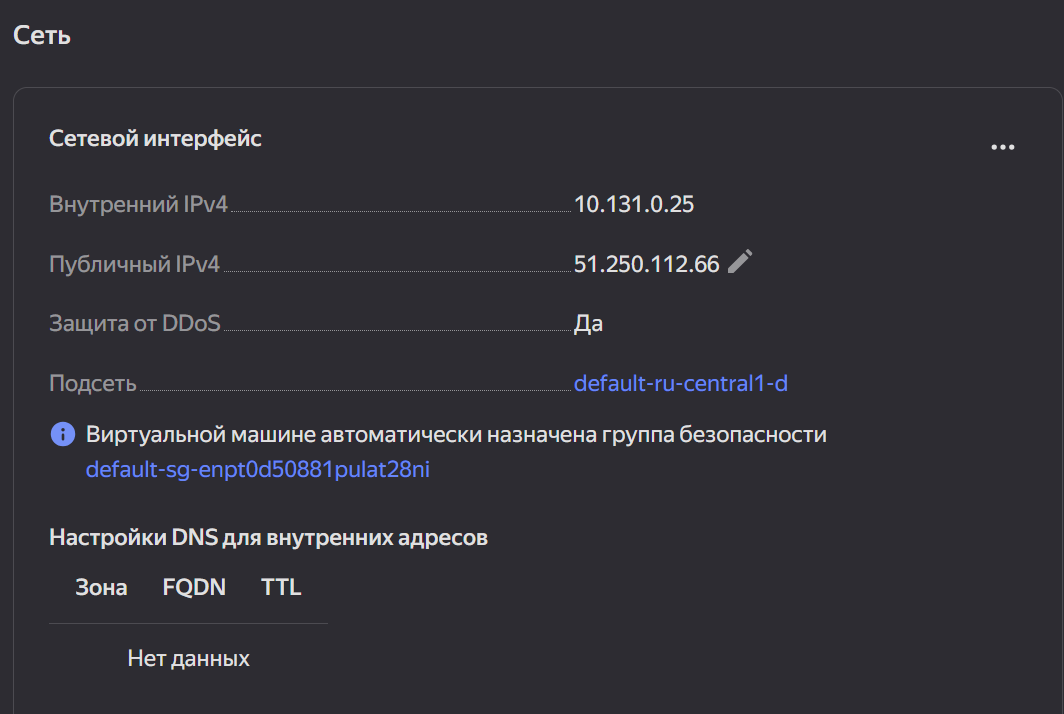 Сеть
Сетевой интерфейс
Внутренний IPv4 10.131.0.25
Публичный IPv4 51.250.112.66
Защита от DDoS Да
Подсеть default-ru-central1-d
Виртуальной машине автоматически назначена группа безопасности
default-sg-enpt0d50881pulat28ni
Настройки DNS для внутренних адресов
Зона FQDN TTL
Нет данных